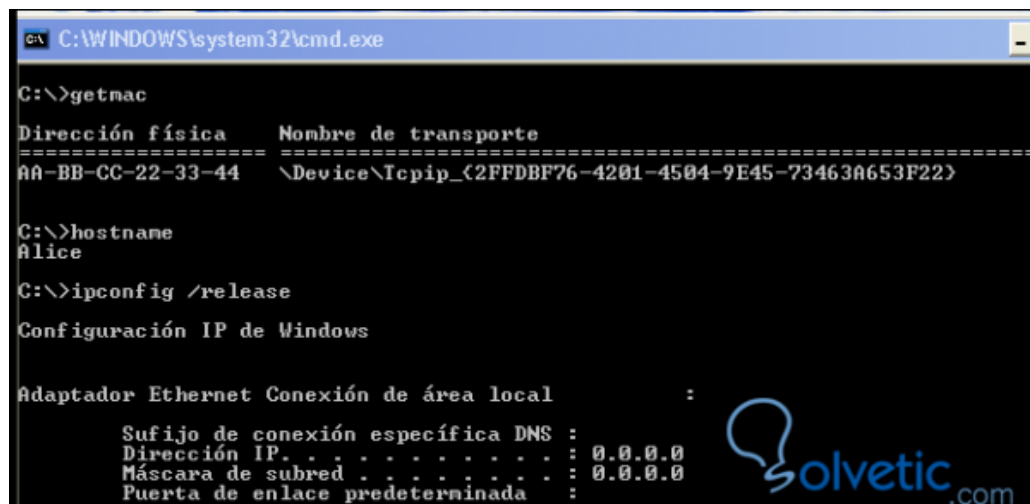 C:\WINDOWS\system32\cmd.exe
C:\>getmac
Dirección física Nombre de transporte
=================== ==========================================================
AA-BB-CC-22-33-44 \Device\Tcpip_{2FFDBF76-4201-4504-9E45-73463A653F22}
C:\>hostname
Alice
C:\>ipconfig /release
Configuración IP de Windows
Adaptador Ethernet Conexión de área local :
Sufijo de conexión específica DNS :
Dirección IP. . . . . . . . . . . : 0.0.0.0
Máscara de subred . . . . . . . . : 0.0.0.0
Puerta de enlace predeterminada :
Solvetic.com